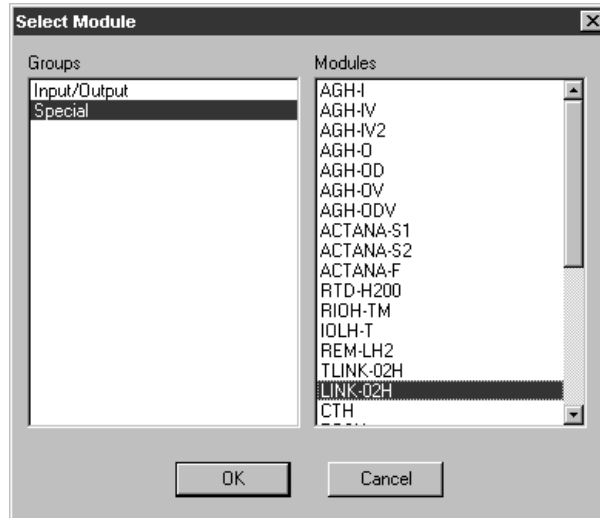 Select Module
Groups
Input/Output
Special
Modules
AGH-I
AGH-IV
AGH-IV2
AGH-O
AGH-OD
AGH-OV
AGH-ODV
ACTANA-S1
ACTANA-S2
ACTANA-F
RTD-H200
RIOH-TM
IOLH-T
REM-LH2
TLINK-02H
LINK-02H
CTH
OK
Cancel